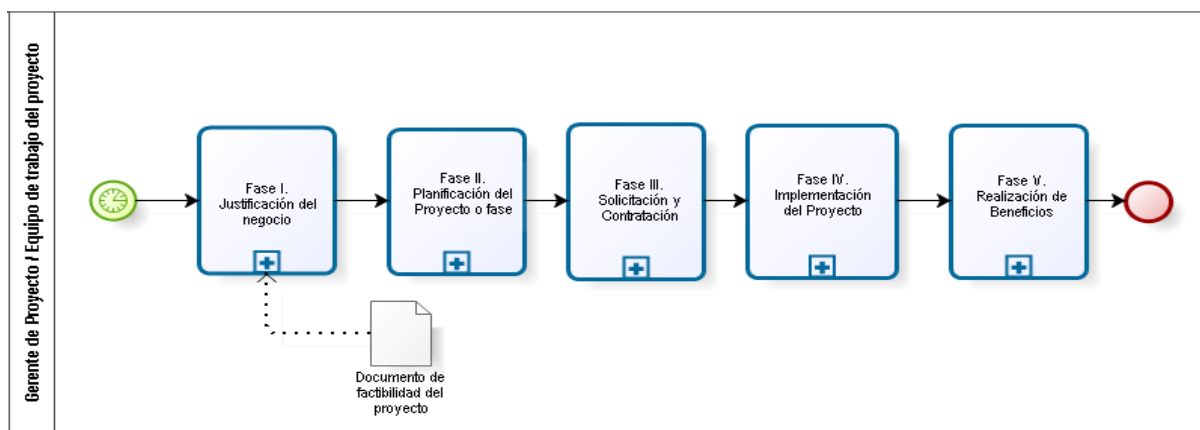 Gerente de Proyecto / Equipo de trabajo del proyecto
Fase I.
Justificación del
negocio
Fase II.
Planificación del
Proyecto o fase
Fase III.
Solicitación y
Contratación
Fase IV.
Implementación
del Proyecto
Fase V.
Realización de
Beneficios
Documento de
factibilidad del
proyecto